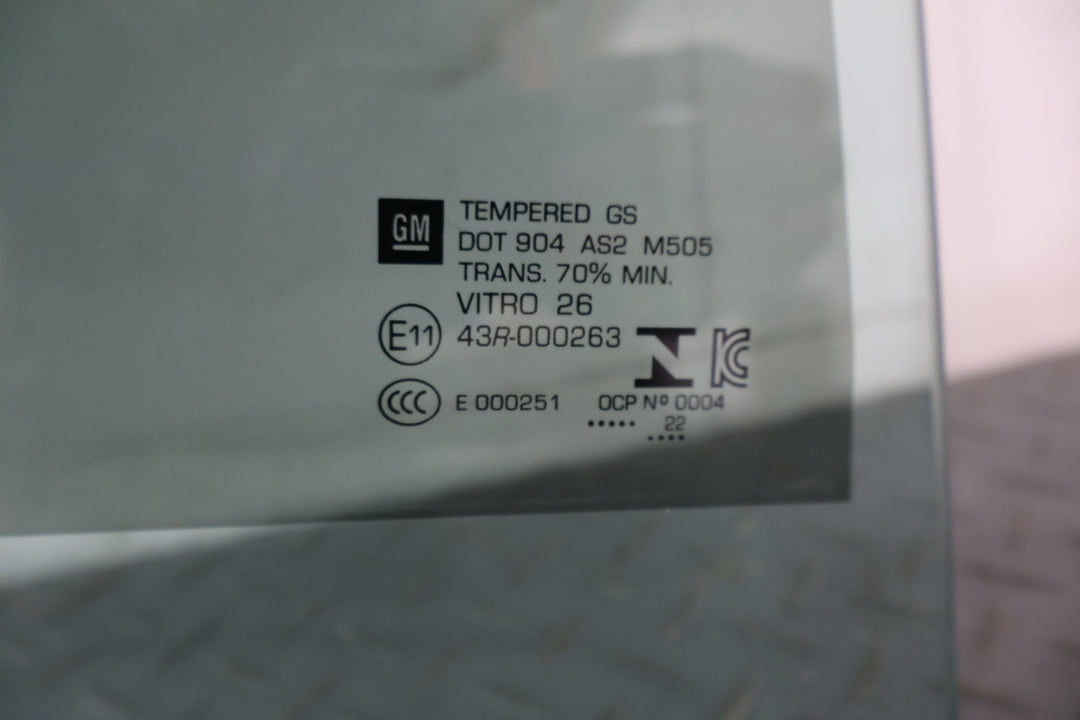 GM TEMPERED GS
DOT 904 AS2 M505
TRANS. 70% MIN.
VITRO 26
E11 43R-000263
CCC E 000251 OCP Nº 0004
22
KC